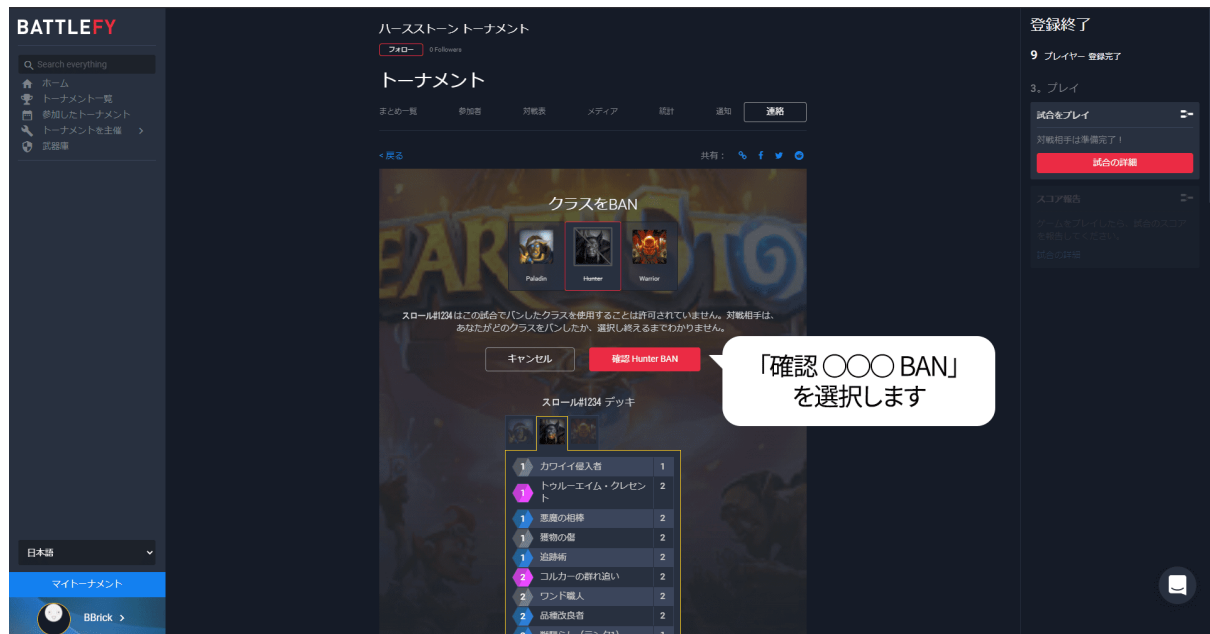 BATTLEFY
Search everything
ホーム
トーナメント一覧
参加したトーナメント
トーナメントを主催
武器庫
日本語
マイトーナメント
BBrick
ハースストーン トーナメント
フォロー 0 Followers
トーナメント
まとめ一覧 参加者 対戦表 メディア 統計 通知 連絡
< 戻る 共有：
クラスをBAN
Paladin Hunter Warrior
スロール#1234 はこの試合でバンしたクラスを使用することは許可されていません。対戦相手は、
あなたがどのクラスをバンしたか、選択し終えるまでわかりません。
キャンセル 確認 Hunter BAN
「確認 〇〇〇 BAN」
を選択します
スロール#1234 デッキ
1 カワイイ侵入者 1
1 トゥルーエイム・クレセン 2
ト
1 悪魔の相棒 2
1 獲物の傷 2
1 追跡術 2
2 コルカーの群れ追い 2
2 ワンド職人 2
2 品種改良者 2
登録終了
9 プレイヤー 登録完了
3。プレイ
試合をプレイ
対戦相手は準備完了！
試合の詳細
スコア報告
ゲームをプレイしたら、試合のスコア
を報告してください。
試合の詳細